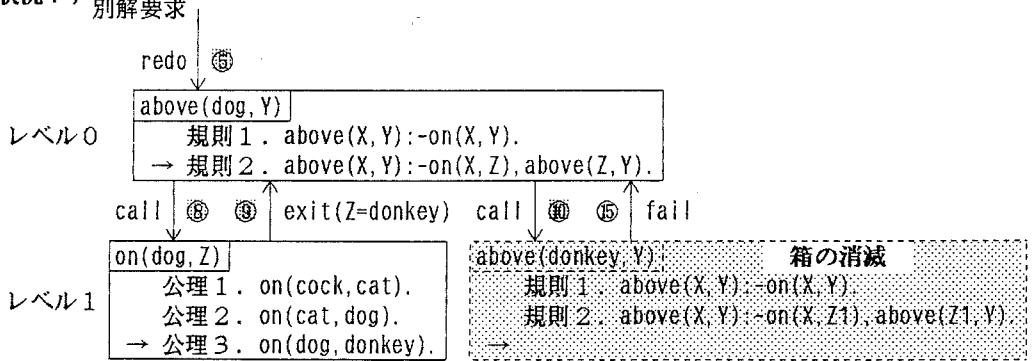 別解要求
redo ⑤
above(dog,Y)
レベル0
規則1. above(X,Y):-on(X,Y).
→ 規則2. above(X,Y):-on(X,Z),above(Z,Y).
call ⑧ ⑨ exit(Z=donkey) call ⑩ ⑮ fail
on(dog,Z)
above(donkey,Y)
箱の消滅
レベル1
公理1. on(cock,cat).
公理2. on(cat,dog).
→ 公理3. on(dog,donkey).
規則1. above(X,Y):-on(X,Y).
規則2. above(X,Y):-on(X,Z1),above(Z1,Y).
→